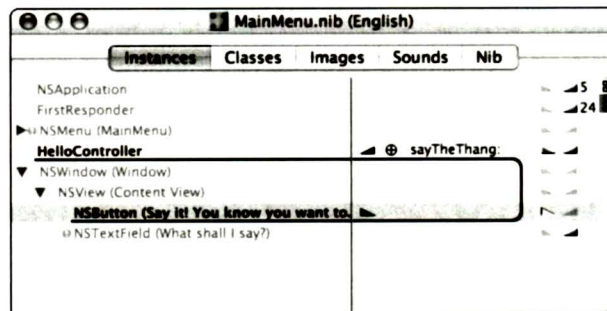 MainMenu.nib (English)
Instances Classes Images Sounds Nib
NSApplication 5
FirstResponder 24
NSMenu (MainMenu)
HelloController sayTheThang:
NSWindow (Window)
NSView (Content View)
NSButton (Say it! You know you want to.
NSTextField (What shall I say?)